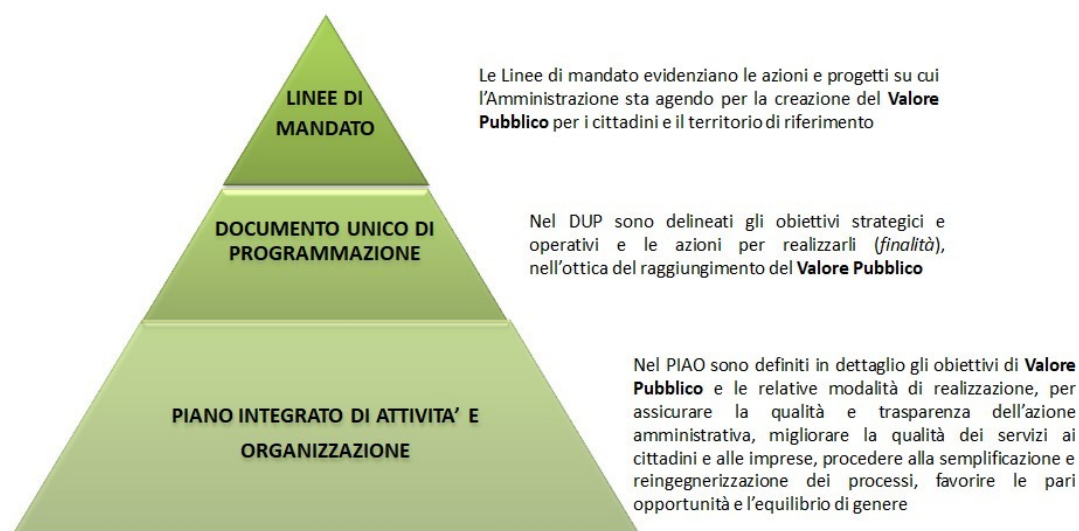 LINEE DI
MANDATO
Le Linee di mandato evidenziano le azioni e progetti su cui
l'Amministrazione sta agendo per la creazione del Valore
Pubblico per i cittadini e il territorio di riferimento
DOCUMENTO UNICO DI
PROGRAMMAZIONE
Nel DUP sono delineati gli obiettivi strategici e
operativi e le azioni per realizzarli (finalità),
nell'ottica del raggiungimento del Valore Pubblico
PIANO INTEGRATO DI ATTIVITA' E
ORGANIZZAZIONE
Nel PIAO sono definiti in dettaglio gli obiettivi di Valore
Pubblico e le relative modalità di realizzazione, per
assicurare la qualità e trasparenza dell'azione
amministrativa, migliorare la qualità dei servizi ai
cittadini e alle imprese, procedere alla semplificazione e
reingegnerizzazione dei processi, favorire le pari
opportunità e l'equilibrio di genere